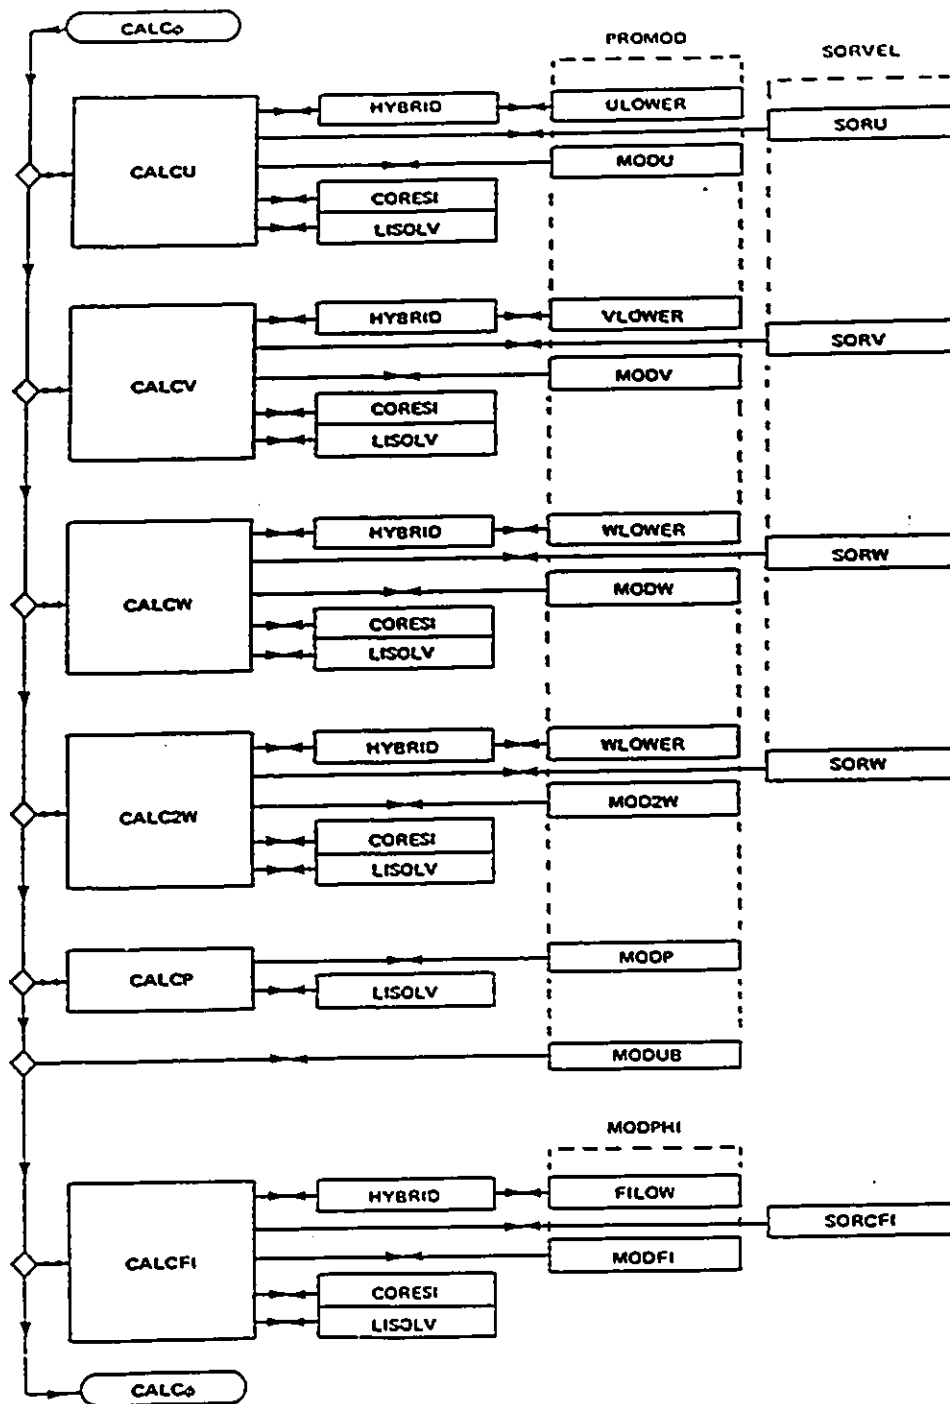 CALCφ
PROMOD
SORVEL
HYBRID
ULOWER
SORU
CALCU
MODU
CORESI
LISOLV
HYBRID
VLOWER
SORV
CALCV
MODV
CORESI
LISOLV
HYBRID
WLOWER
SORW
CALCW
MODW
CORESI
LISOLV
HYBRID
WLOWER
SORW
CALC2W
MOD2W
CORESI
LISOLV
CALCP
MODP
LISOLV
MODUB
MODPHI
HYBRID
FILOW
SORCFI
CALCFI
MODFI
CORESI
LISOLV
CALCφ